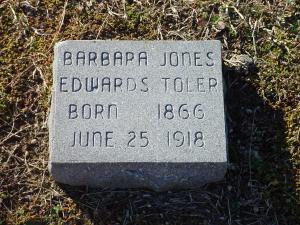 BARBARA JONES
EDWARDS TOLER
BORN 1866
JUNE 25 1918